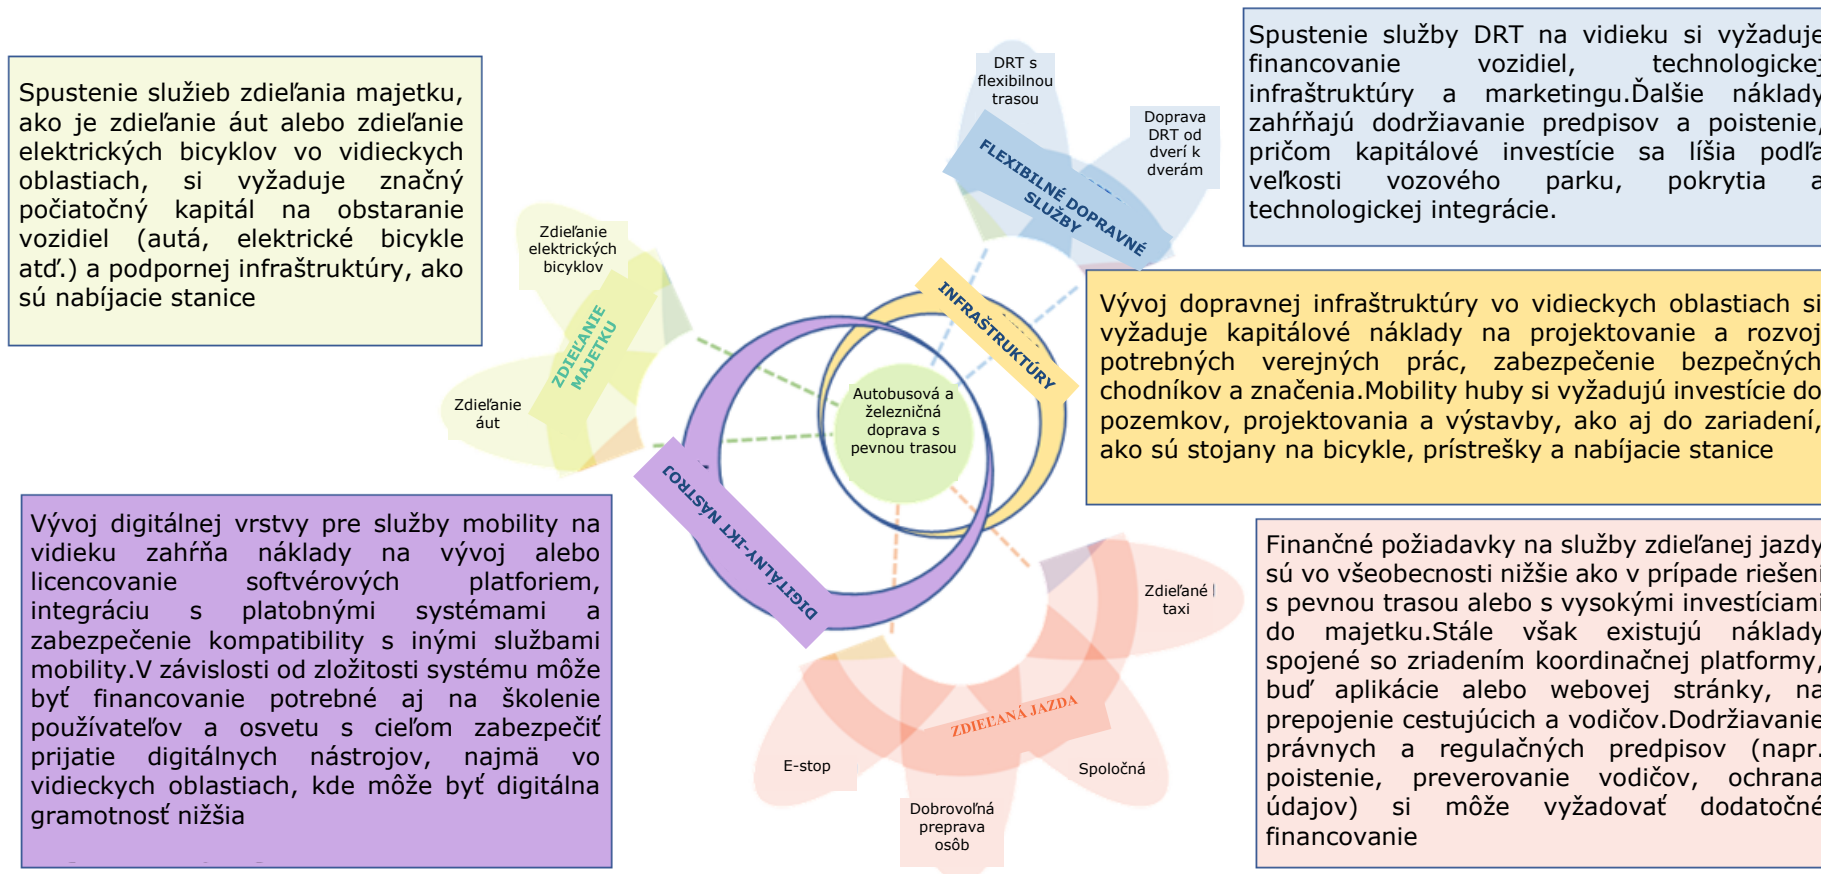 Spustenie služieb zdieľania majetku,
ako je zdieľanie áut alebo zdieľanie
elektrických bicyklov vo vidieckych
oblastiach, si vyžaduje značný
počiatočný kapitál na obstaranie
vozidiel (autá, elektrické bicykle
atď.) a podpornej infraštruktúry, ako
sú nabíjacie stanice
DRT s
flexibilnou
trasou
Doprava
DRT od
dverí k
dverám
FLEXIBILNÉ DOPRAVNÉ
SLUŽBY
Spustenie služby DRT na vidieku si vyžaduje
financovanie vozidiel, technologickej
infraštruktúry a marketingu.Ďalšie náklady
zahŕňajú dodržiavanie predpisov a poistenie,
pričom kapitálové investície sa líšia podľa
veľkosti vozového parku, pokrytia a
technologickej integrácie.
Zdieľanie
elektrických
bicyklov
ZDIEĽANIE
MAJETKU
Zdieľanie
áut
INFRAŠTRUKTÚRY
Autobusová a
železničná
doprava s
pevnou trasou
Vývoj dopravnej infraštruktúry vo vidieckych oblastiach si
vyžaduje kapitálové náklady na projektovanie a rozvoj
potrebných verejných prác, zabezpečenie bezpečných
chodníkov a značenia.Mobility huby si vyžadujú investície do
pozemkov, projektovania a výstavby, ako aj do zariadení,
ako sú stojany na bicykle, prístrešky a nabíjacie stanice
DIGITÁLNY-IKT NÁSTROJ
Vývoj digitálnej vrstvy pre služby mobility na
vidieku zahŕňa náklady na vývoj alebo
licencovanie softvérových platforiem,
integráciu s platobnými systémami a
zabezpečenie kompatibility s inými službami
mobility.V závislosti od zložitosti systému môže
byť financovanie potrebné aj na školenie
používateľov a osvetu s cieľom zabezpečiť
prijatie digitálnych nástrojov, najmä vo
vidieckych oblastiach, kde môže byť digitálna
gramotnosť nižšia
Zdieľané
taxi
ZDIEĽANÁ JAZDA
E-stop
Spoločná
Dobrovoľná
preprava
osôb
Finančné požiadavky na služby zdieľanej jazdy
sú vo všeobecnosti nižšie ako v prípade riešení
s pevnou trasou alebo s vysokými investíciami
do majetku.Stále však existujú náklady
spojené so zriadením koordinačnej platformy,
buď aplikácie alebo webovej stránky, na
prepojenie cestujúcich a vodičov.Dodržiavanie
právnych a regulačných predpisov (napr.
poistenie, preverovanie vodičov, ochrana
údajov) si môže vyžadovať dodatočné
financovanie